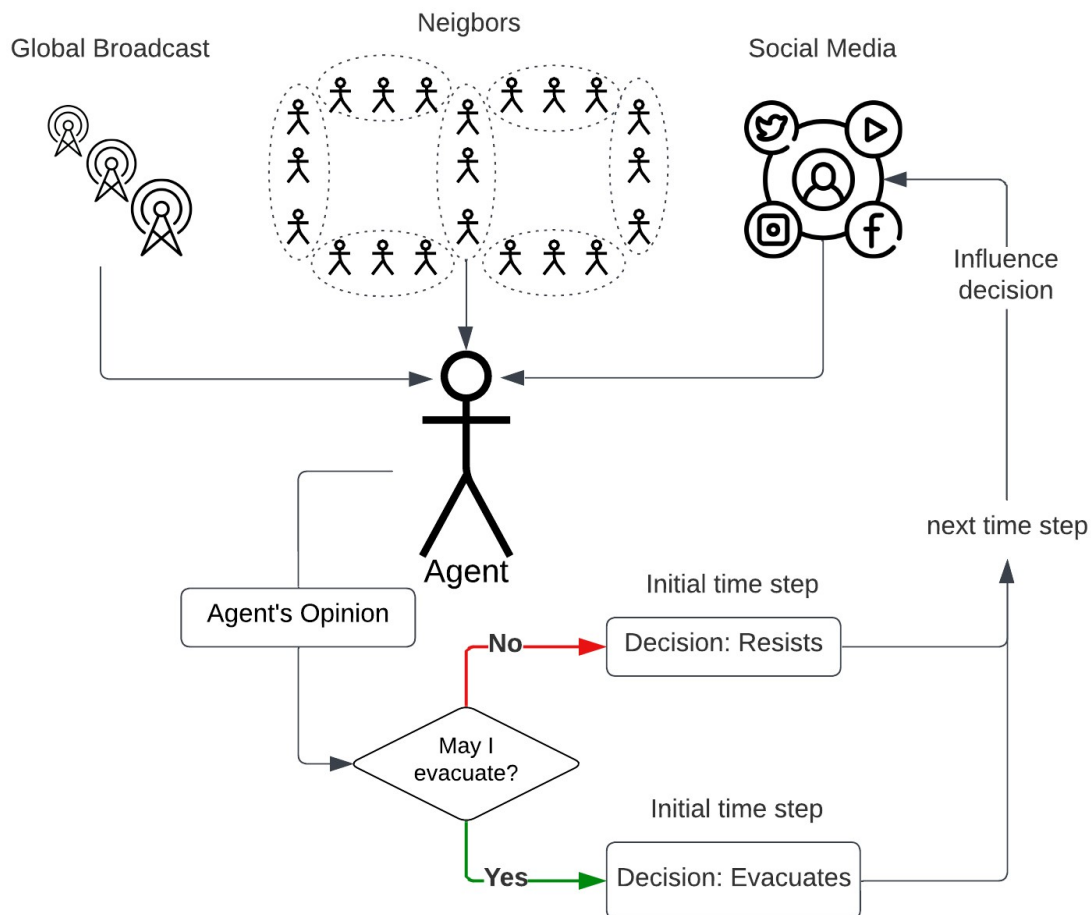 Global Broadcast
Neigbors
Social Media
Influence
decision
next time step
Agent
Agent's Opinion
Initial time step
No
Decision: Resists
May I
evacuate?
Initial time step
Yes
Decision: Evacuates